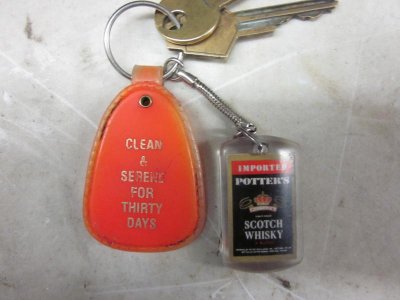 CLEAN
&
SERENE
FOR
THIRTY
DAYS
IMPORTED
POTTER'S
SCOTCH
WHISKY